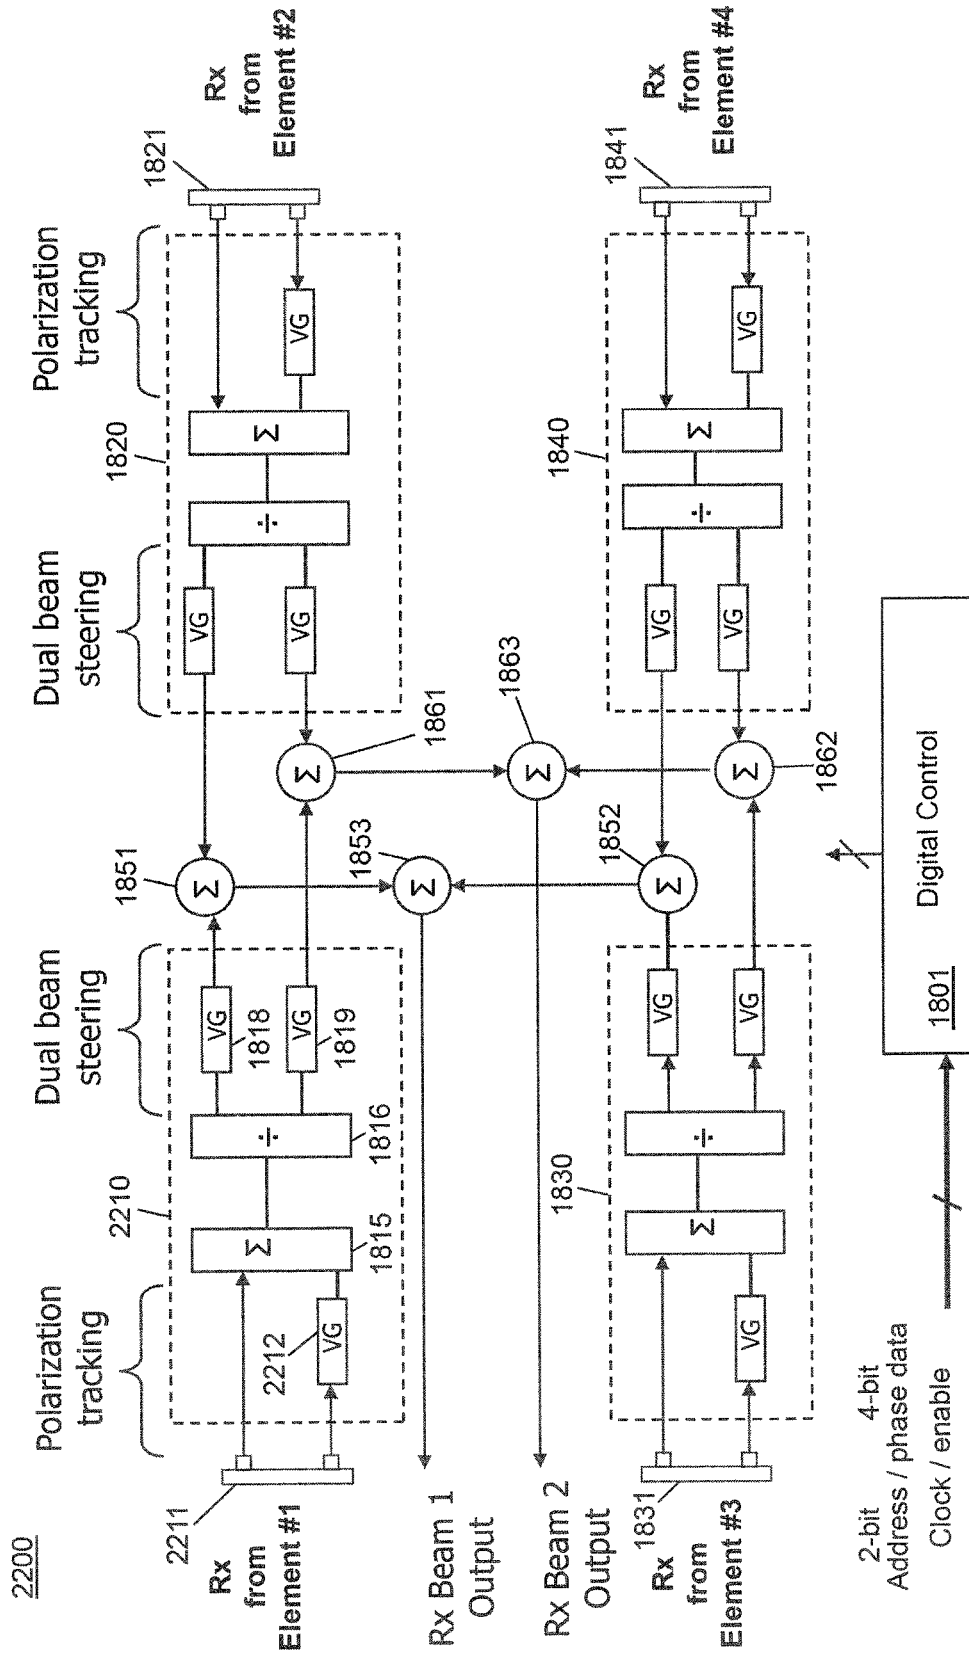 2200
Polarization
tracking
Dual beam
steering
Dual beam
steering
Polarization
tracking
2211
2210
1820
1821
Rx
from
Element #1
2212
VG
Σ
1815
÷
1816
VG
1818
VG
1819
1851
Σ
VG
VG
÷
Σ
VG
Rx
from
Element #2
Σ
1861
Rx Beam 1
Output
1853
Σ
Σ
1863
Rx Beam 2
Output
1831
Rx
from
Element #3
1830
VG
Σ
÷
VG
VG
1852
Σ
Σ
1862
1840
VG
VG
÷
Σ
VG
1841
Rx
from
Element #4
2-bit 4-bit
Address / phase data
Clock / enable
Digital Control
1801